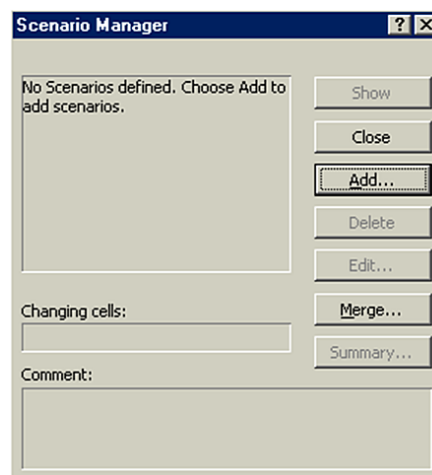 Scenario Manager
No Scenarios defined. Choose Add to
add scenarios.
Show
Close
Add...
Delete
Edit...
Changing cells:
Merge...
Summary...
Comment: